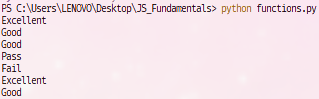 PS C:\Users\LENOVO\Desktop\JS_Fundamentals> python functions.py
Excellent
Good
Good
Pass
Fail
Excellent
Good